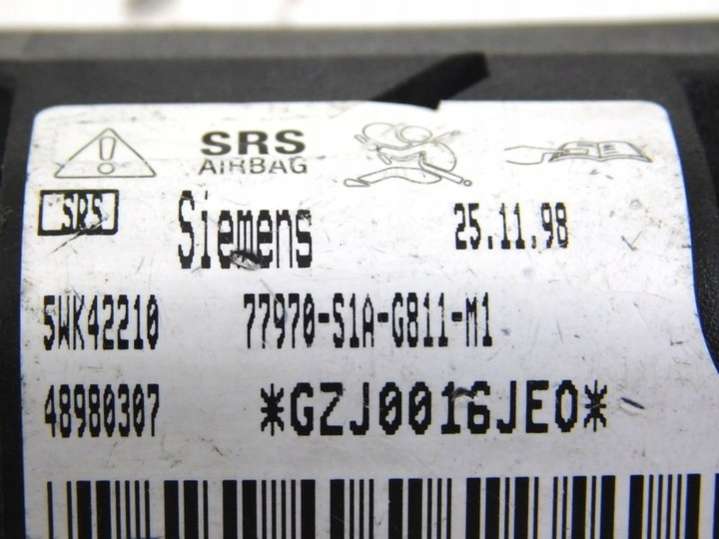 SRS
AIRBAG
SRS
Siemens 25.11.98
5WK42210 77970-S1A-G811-M1
48980307 *GZJ0016JE0*